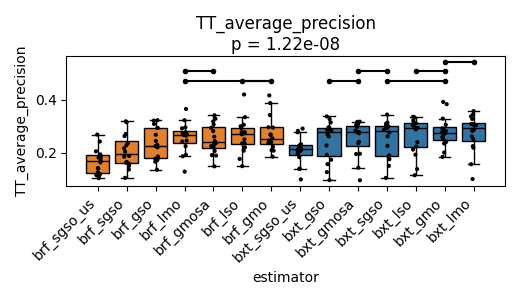 TT_average_precision
p = 1.22e-08
TT_average_precision
0.4
0.2
brf_sgso_us
brf_sgso
brf_gso
brf_lmo
brf_gmosa
brf_lso
brf_gmo
bxt_sgso_us
bxt_gso
bxt_gmosa
bxt_sgso
bxt_lso
bxt_gmo
bxt_lmo
estimator